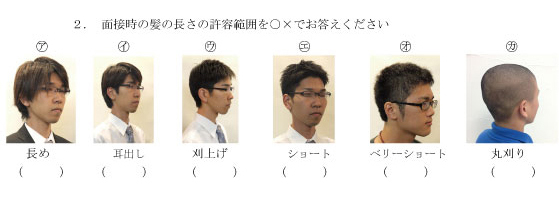 ２． 面接時の髪の長さの許容範囲を○×でお答えください
㋐ ㋑ ㋒ ㋓ ㋔ ㋕
長め 耳出し 刈上げ ショート ベリーショート 丸刈り
(　　) (　　) (　　) (　　) (　　) (　　)